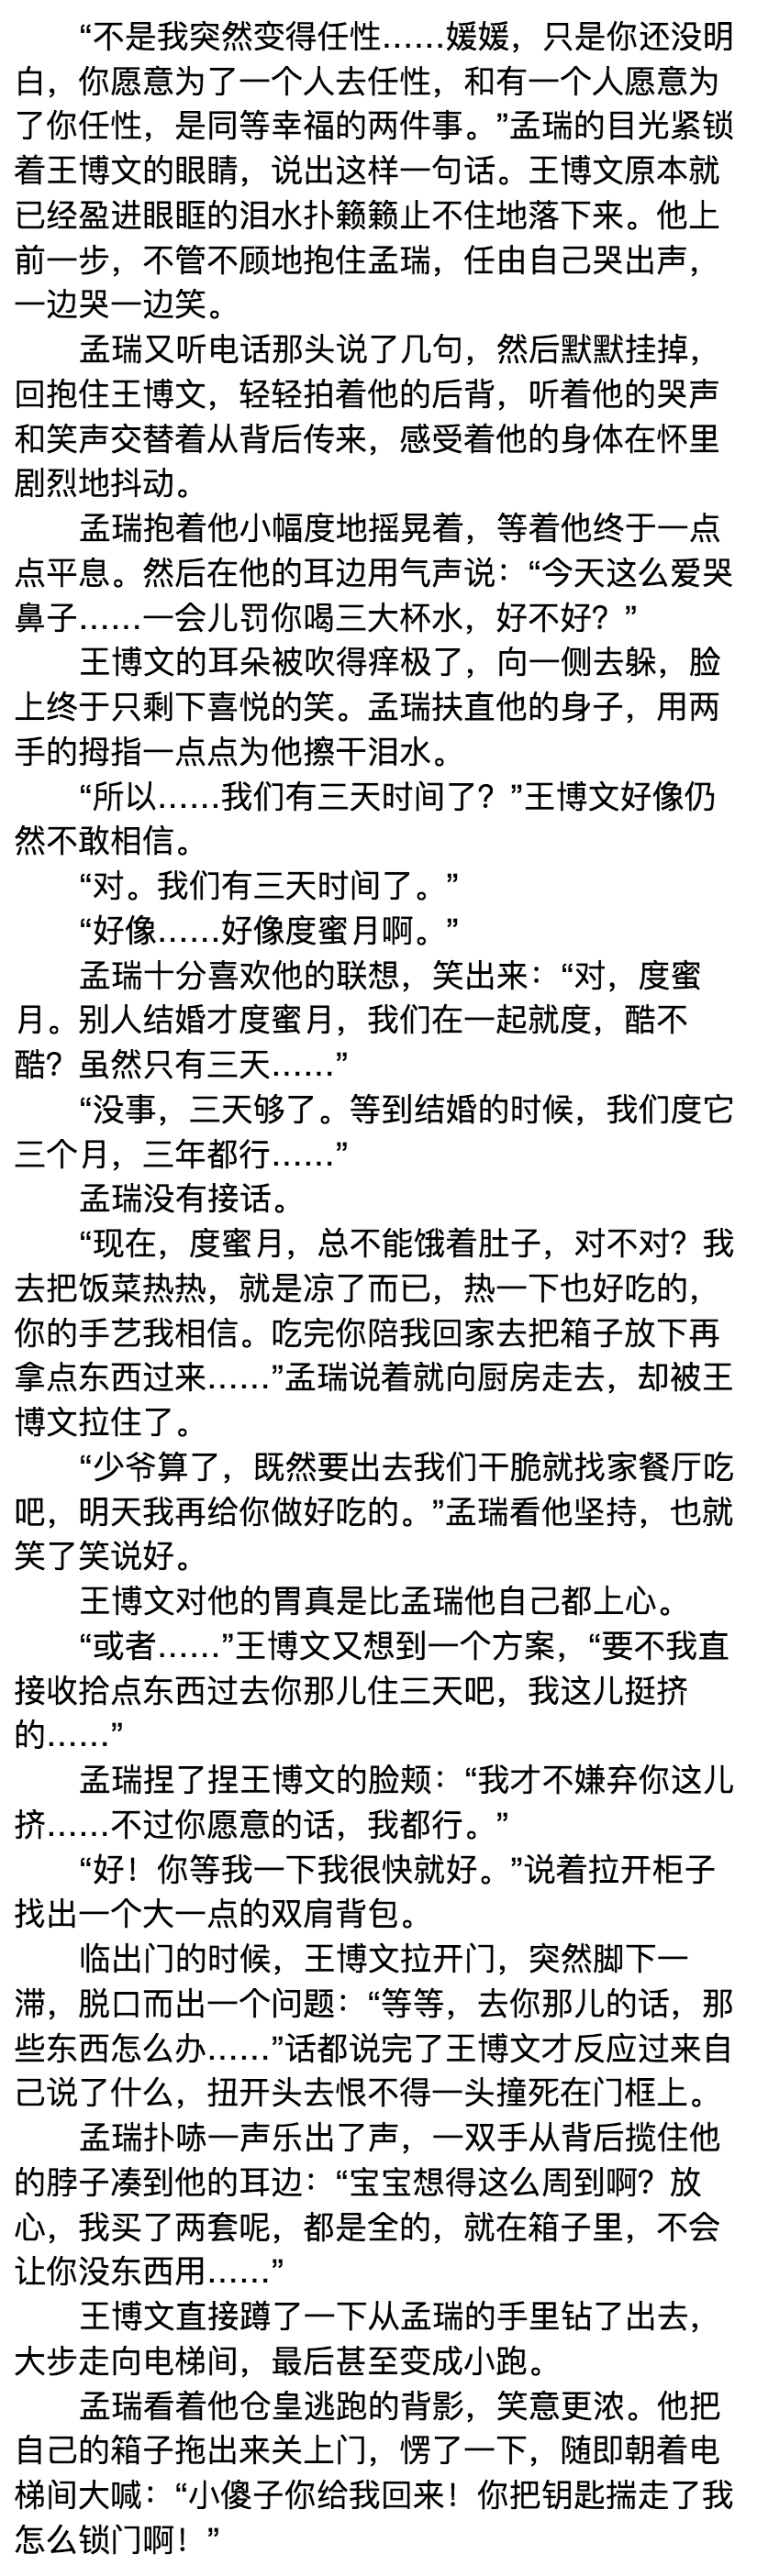 “不是我突然变得任性……媛媛，只是你还没明
白，你愿意为了一个人去任性，和有一个人愿意为
了你任性，是同等幸福的两件事。”孟瑞的目光紧锁
着王博文的眼睛，说出这样一句话。王博文原本就
已经盈进眼眶的泪水扑簌簌止不住地落下来。他上
前一步，不管不顾地抱住孟瑞，任由自己哭出声，
一边哭一边笑。
孟瑞又听电话那头说了几句，然后默默挂掉，
回抱住王博文，轻轻拍着他的后背，听着他的哭声
和笑声交替着从背后传来，感受着他的身体在怀里
剧烈地抖动。
孟瑞抱着他小幅度地摇晃着，等着他终于一点
点平息。然后在他的耳边用气声说：“今天这么爱哭
鼻子……一会儿罚你喝三大杯水，好不好？”
王博文的耳朵被吹得痒极了，向一侧去躲，脸
上终于只剩下喜悦的笑。孟瑞扶直他的身子，用两
手的拇指一点点为他擦干泪水。
“所以……我们有三天时间了？”王博文好像仍
然不敢相信。
“对。我们有三天时间了。”
“好像……好像度蜜月啊。”
孟瑞十分喜欢他的联想，笑出来：“对，度蜜
月。别人结婚才度蜜月，我们在一起就度，酷不
酷？虽然只有三天……”
“没事，三天够了。等到结婚的时候，我们度它
三个月，三年都行……”
孟瑞没有接话。
“现在，度蜜月，总不能饿着肚子，对不对？我
去把饭菜热热，就是凉了而已，热一下也好吃的，
你的手艺我相信。吃完你陪我回家去把箱子放下再
拿点东西过来……”孟瑞说着就向厨房走去，却被王
博文拉住了。
“少爷算了，既然要出去我们干脆就找家餐厅吃
吧，明天我再给你做好吃的。”孟瑞看他坚持，也就
笑了笑说好。
王博文对他的胃真是比孟瑞他自己都上心。
“或者……”王博文又想到一个方案，“要不我直
接收拾点东西过去你那儿住三天吧，我这儿挺挤
的……”
孟瑞捏了捏王博文的脸颊：“我才不嫌弃你这儿
挤……不过你愿意的话，我都行。”
“好！你等我一下我很快就好。”说着拉开柜子
找出一个大一点的双肩背包。
临出门的时候，王博文拉开门，突然脚下一
滞，脱口而出一个问题：“等等，去你那儿的话，那
些东西怎么办……”话都说完了王博文才反应过来自
己说了什么，扭开头去恨不得一头撞死在门框上。
孟瑞扑哧一声乐出了声，一双手从背后揽住他
的脖子凑到他的耳边：“宝宝想得这么周到啊？放
心，我买了两套呢，都是全的，就在箱子里，不会
让你没东西用……”
王博文直接蹲了一下从孟瑞的手里钻了出去，
大步走向电梯间，最后甚至变成小跑。
孟瑞看着他仓皇逃跑的背影，笑意更浓。他把
自己的箱子拖出来关上门，愣了一下，随即朝着电
梯间大喊：“小傻子你给我回来！你把钥匙揣走了我
怎么锁门啊！”